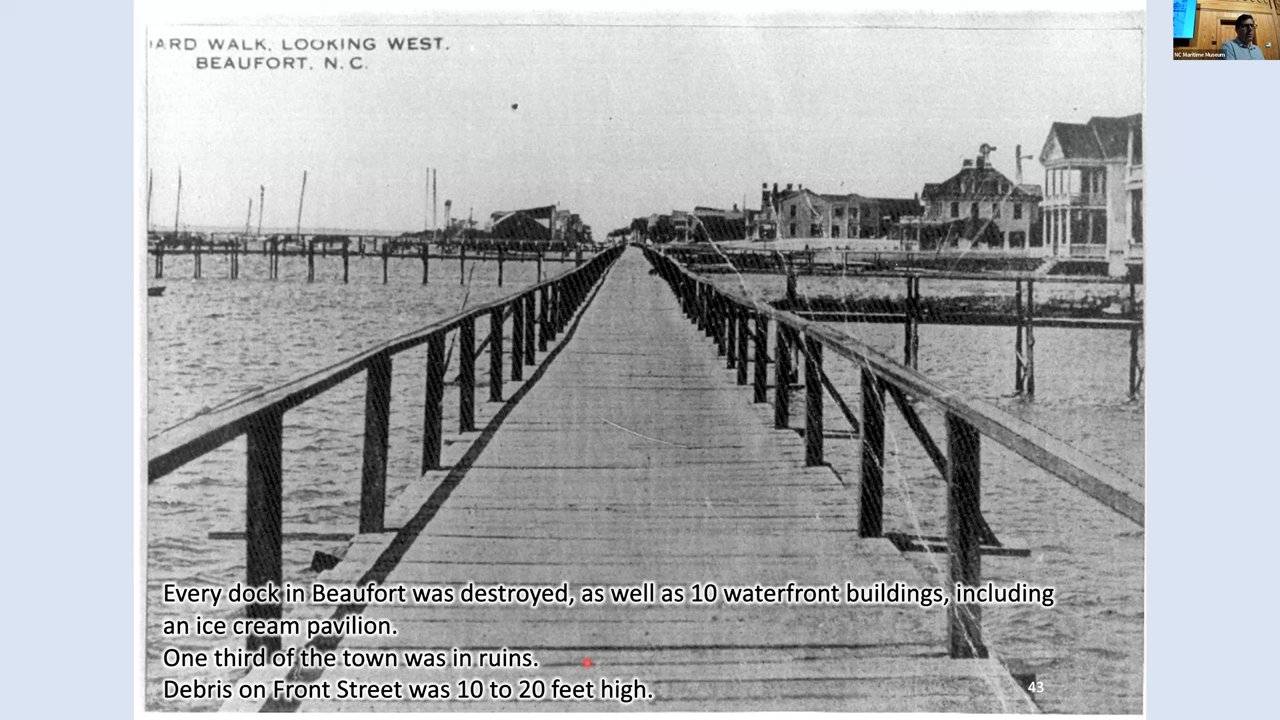 ARD WALK, LOOKING WEST.
BEAUFORT, N. C.
NC Maritime Museum
Every dock in Beaufort was destroyed, as well as 10 waterfront buildings, including
an ice cream pavilion.
One third of the town was in ruins.
Debris on Front Street was 10 to 20 feet high.
43